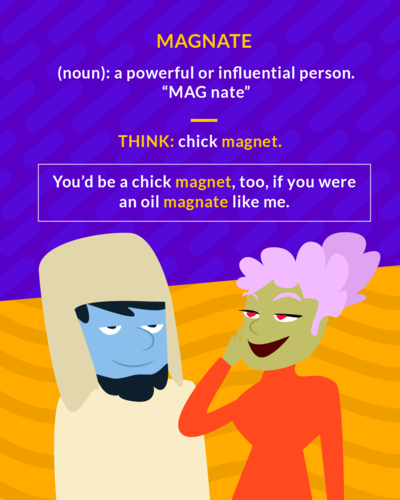 MAGNATE
(noun): a powerful or influential person.
“MAG nate”
THINK: chick magnet.
You’d be a chick magnet, too, if you were
an oil magnate like me.